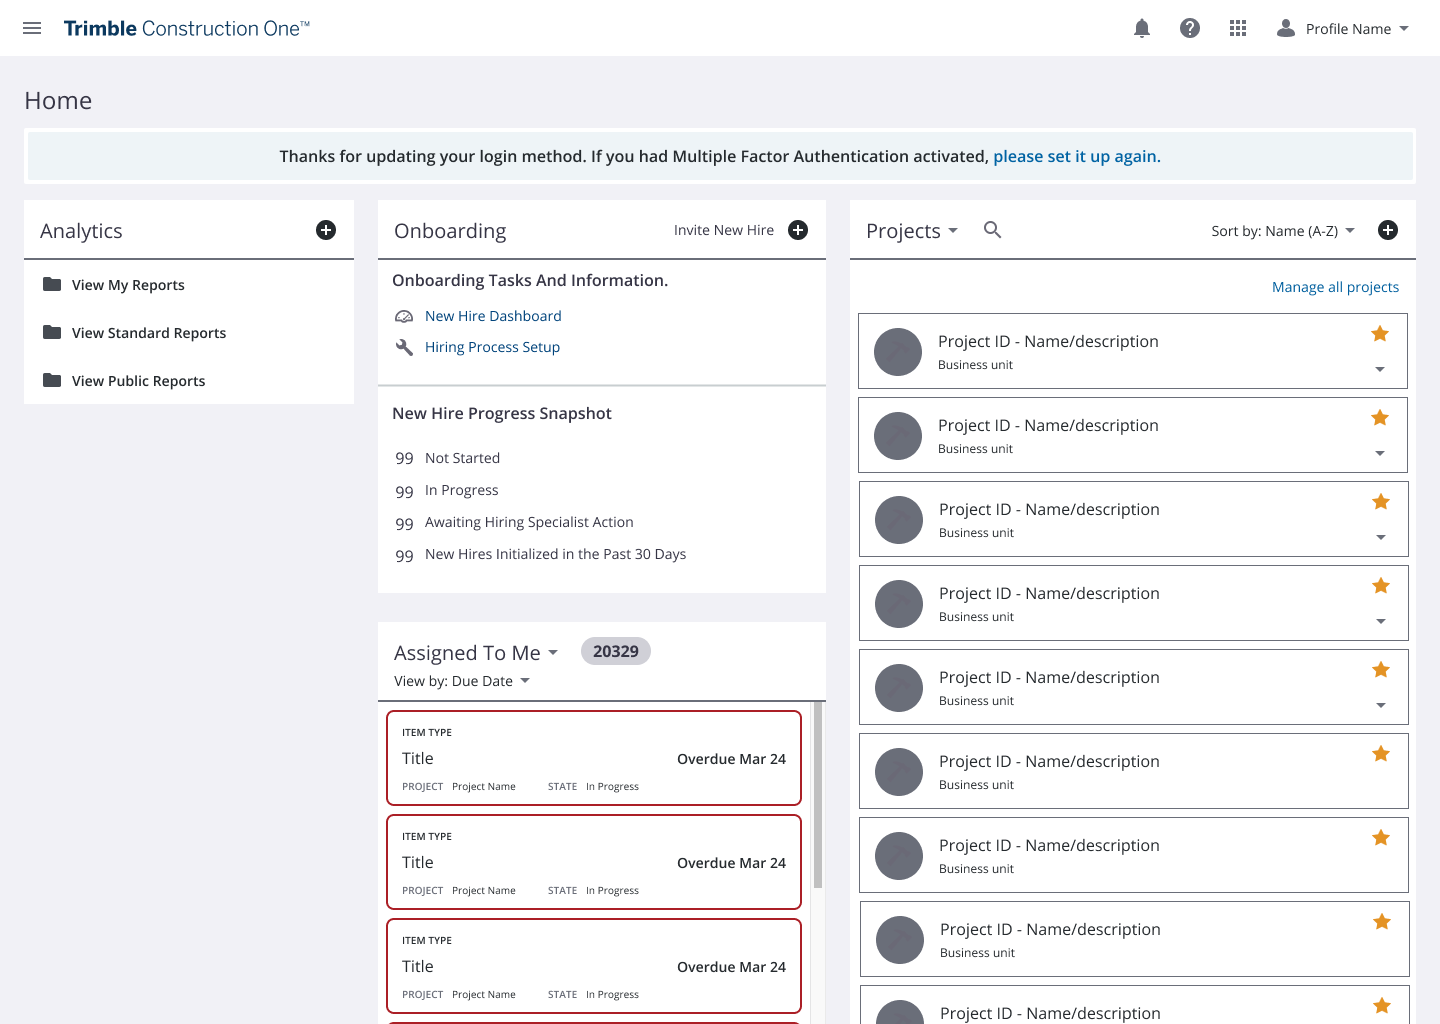 Trimble Construction One™
Profile Name
Home
Thanks for updating your login method. If you had Multiple Factor Authentication activated, please set it up again.
Analytics
View My Reports
View Standard Reports
View Public Reports
Onboarding
Invite New Hire
Onboarding Tasks And Information.
New Hire Dashboard
Hiring Process Setup
New Hire Progress Snapshot
99 Not Started
99 In Progress
99 Awaiting Hiring Specialist Action
99 New Hires Initialized in the Past 30 Days
Assigned To Me 20329
View by: Due Date
ITEM TYPE
Title Overdue Mar 24
PROJECT Project Name STATE In Progress
ITEM TYPE
Title Overdue Mar 24
PROJECT Project Name STATE In Progress
ITEM TYPE
Title Overdue Mar 24
PROJECT Project Name STATE In Progress
Projects
Sort by: Name (A-Z)
Manage all projects
Project ID - Name/description
Business unit
Project ID - Name/description
Business unit
Project ID - Name/description
Business unit
Project ID - Name/description
Business unit
Project ID - Name/description
Business unit
Project ID - Name/description
Business unit
Project ID - Name/description
Business unit
Project ID - Name/description
Business unit
Project ID - Name/description